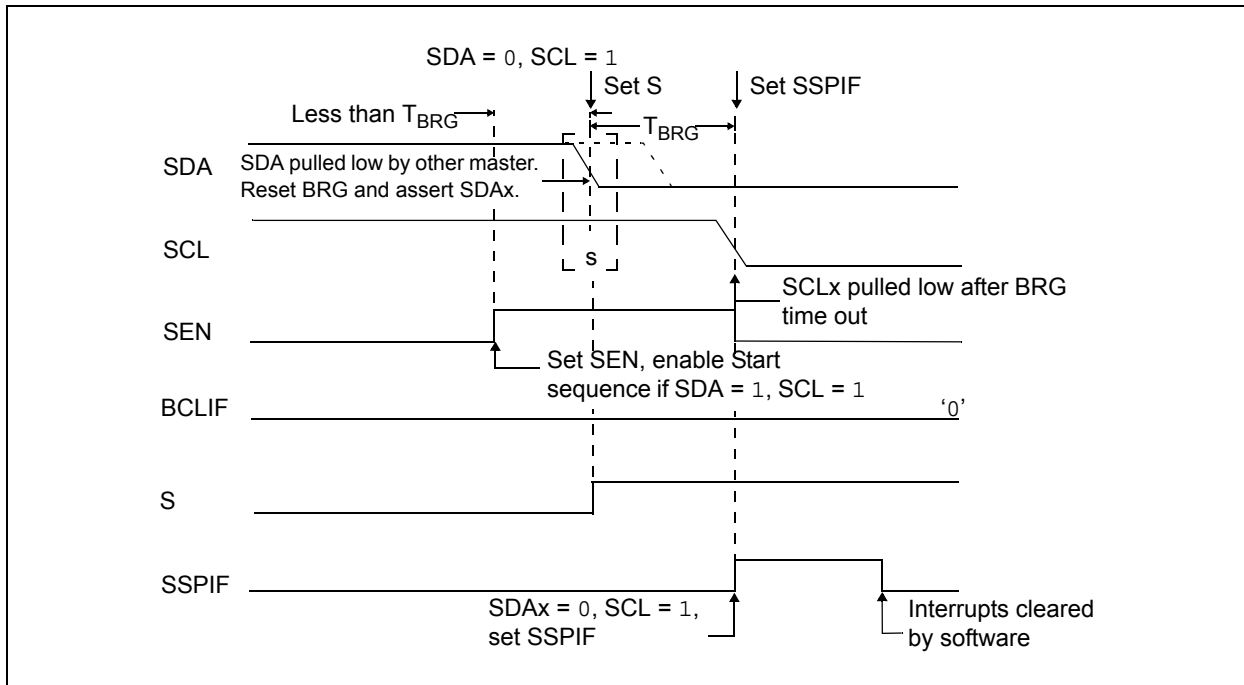 SDA = 0, SCL = 1
Set S
Set SSPIF
Less than TBRG
TBRG
SDA
SDA pulled low by other master.
Reset BRG and assert SDAx.
SCL
S
SCLx pulled low after BRG
time out
SEN
Set SEN, enable Start
sequence if SDA = 1, SCL = 1
BCLIF
‘0’
S
SSPIF
SDAx = 0, SCL = 1,
set SSPIF
Interrupts cleared
by software